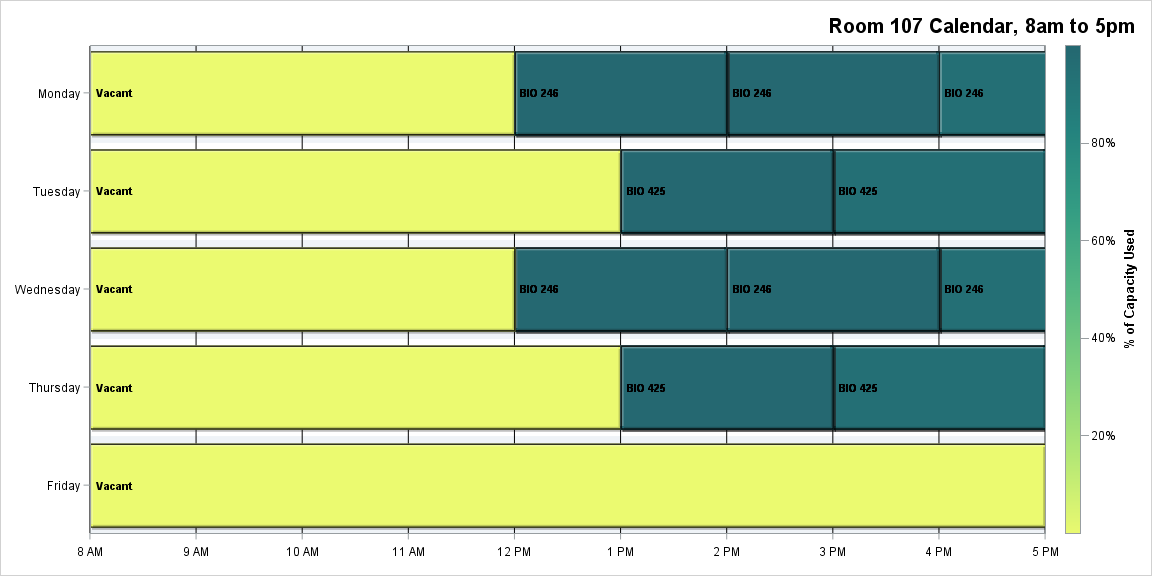 Room 107 Calendar, 8am to 5pm
Monday
Vacant
BIO 246
BIO 246
BIO 246
Tuesday
Vacant
BIO 425
BIO 425
Wednesday
Vacant
BIO 246
BIO 246
BIO 246
Thursday
Vacant
BIO 425
BIO 425
Friday
Vacant
8 AM 9 AM 10 AM 11 AM 12 PM 1 PM 2 PM 3 PM 4 PM 5 PM
80%
60%
40%
20%
% of Capacity Used